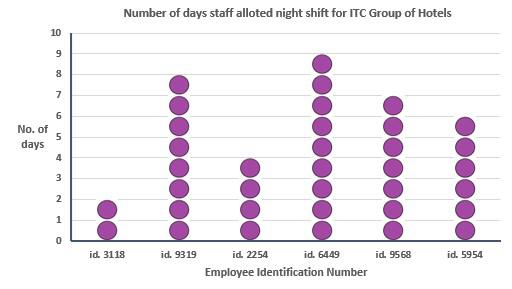 Number of days staff alloted night shift for ITC Group of Hotels
10
9
8
7
6
5
4
3
2
1
0
No. of
days
id. 3118 id. 9319 id. 2254 id. 6449 id. 9568 id. 5954
Employee Identification Number